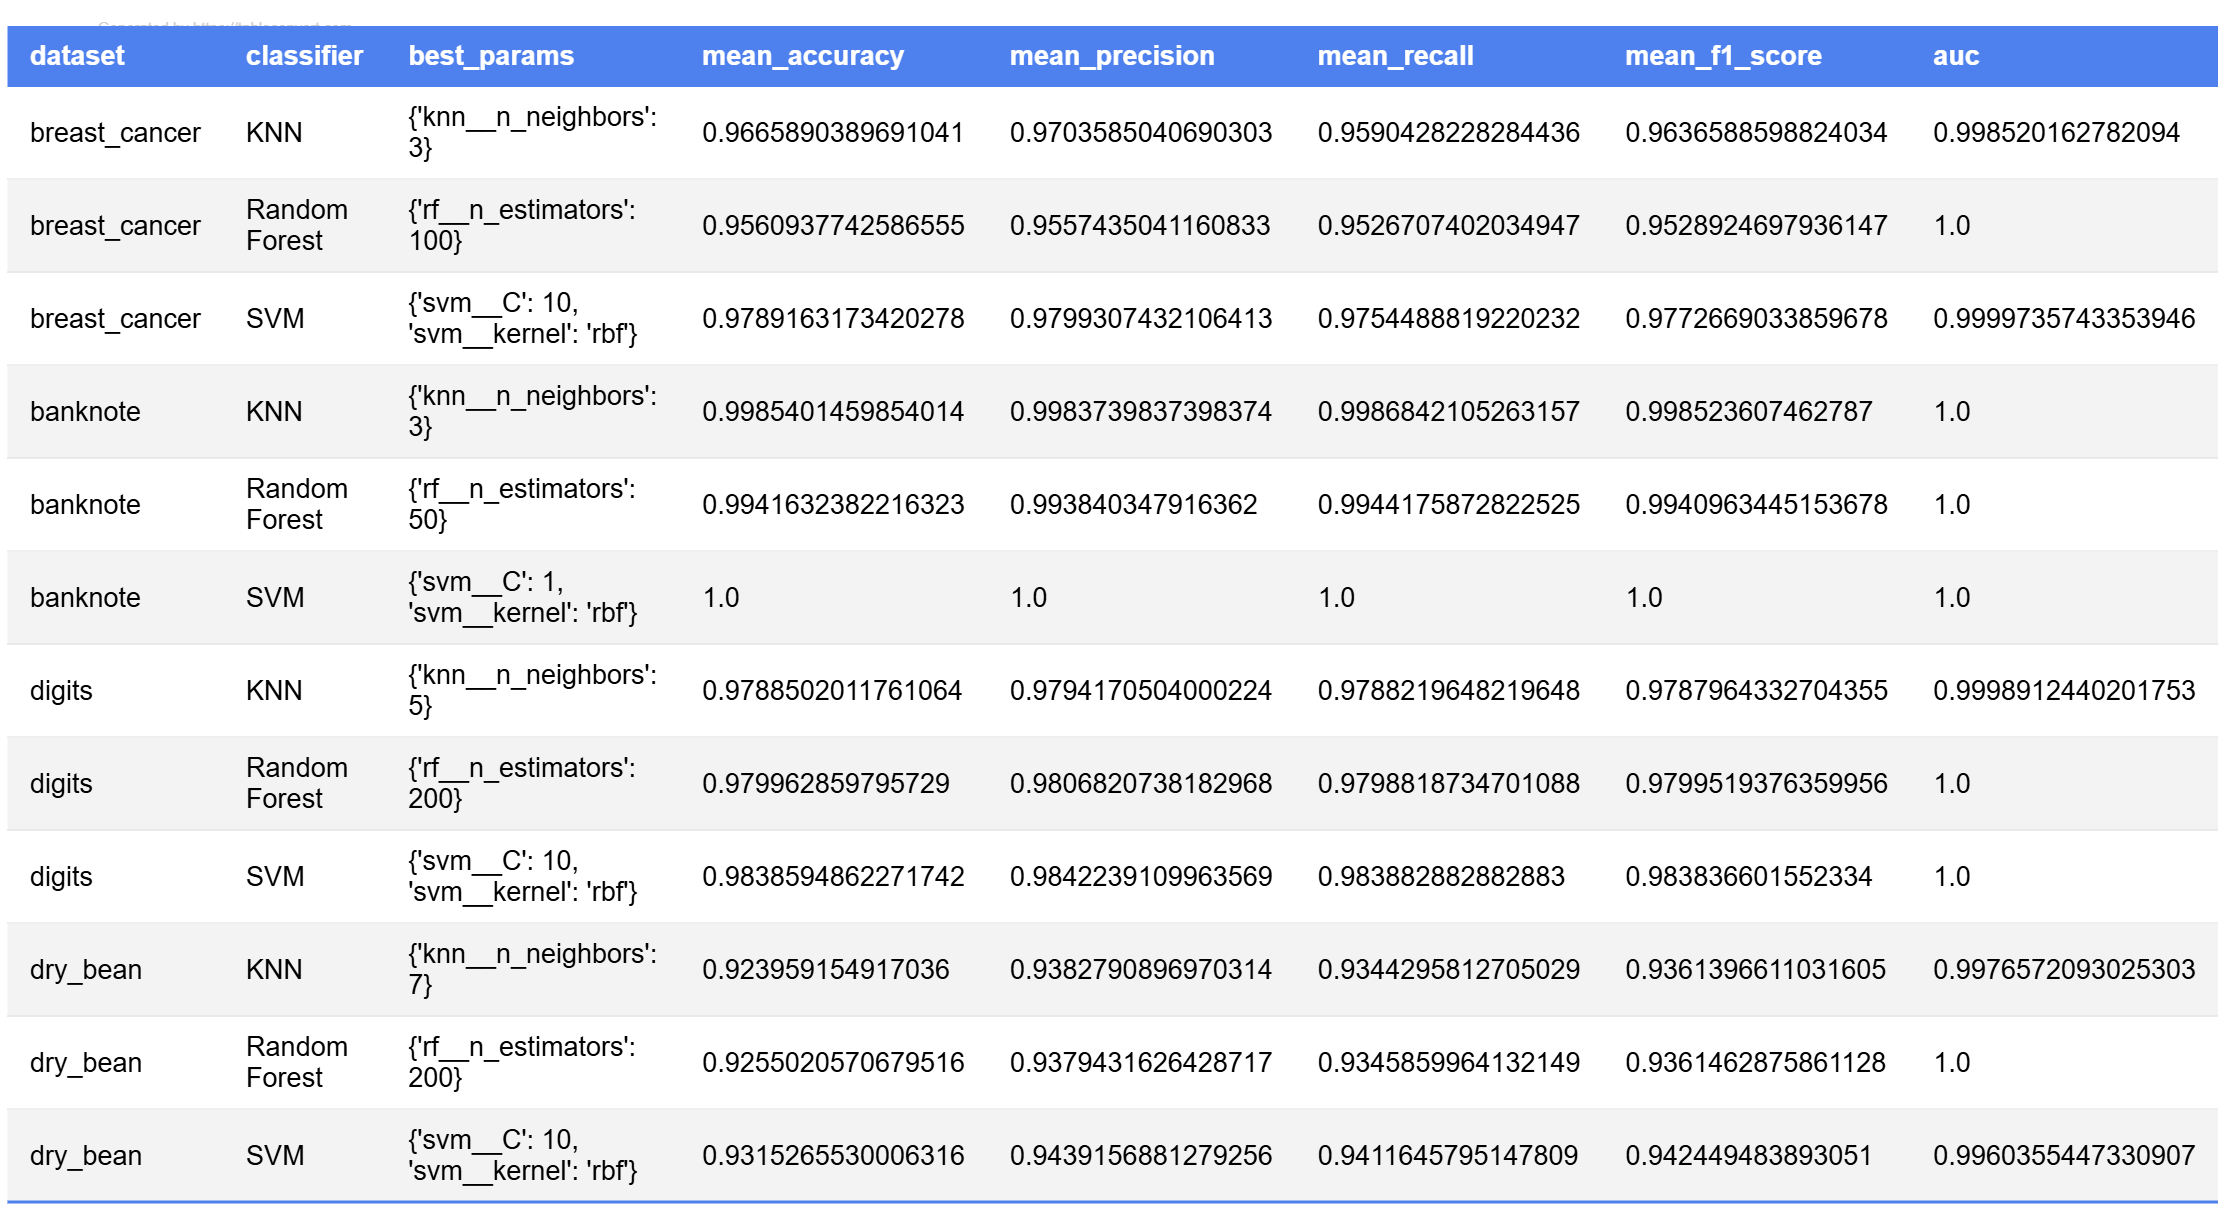 dataset classifier best_params mean_accuracy mean_precision mean_recall mean_f1_score auc
breast_cancer KNN {'knn__n_neighbors': 3} 0.9665890389691041 0.9703585040690303 0.9590428228284436 0.9636588598824034 0.998520162782094
breast_cancer Random Forest {'rf__n_estimators': 100} 0.9560937742586555 0.9557435041160833 0.9526707402034947 0.9528924697936147 1.0
breast_cancer SVM {'svm__C': 10, 'svm__kernel': 'rbf'} 0.9789163173420278 0.9799307432106413 0.9754488819220232 0.9772669033859678 0.9999735743353946
banknote KNN {'knn__n_neighbors': 3} 0.9985401459854014 0.9983739837398374 0.9986842105263157 0.998523607462787 1.0
banknote Random Forest {'rf__n_estimators': 50} 0.9941632382216323 0.993840347916362 0.9944175872822525 0.9940963445153678 1.0
banknote SVM {'svm__C': 1, 'svm__kernel': 'rbf'} 1.0 1.0 1.0 1.0 1.0
digits KNN {'knn__n_neighbors': 5} 0.9788502011761064 0.9794170504000224 0.9788219648219648 0.9787964332704355 0.9998912440201753
digits Random Forest {'rf__n_estimators': 200} 0.979962859795729 0.9806820738182968 0.9798818734701088 0.9799519376359956 1.0
digits SVM {'svm__C': 10, 'svm__kernel': 'rbf'} 0.9838594862271742 0.9842239109963569 0.983882882882883 0.983836601552334 1.0
dry_bean KNN {'knn__n_neighbors': 7} 0.923959154917036 0.9382790896970314 0.9344295812705029 0.9361396611031605 0.9976572093025303
dry_bean Random Forest {'rf__n_estimators': 200} 0.9255020570679516 0.9379431626428717 0.9345859964132149 0.9361462875861128 1.0
dry_bean SVM {'svm__C': 10, 'svm__kernel': 'rbf'} 0.9315265530006316 0.9439156881279256 0.9411645795147809 0.942449483893051 0.9960355447330907